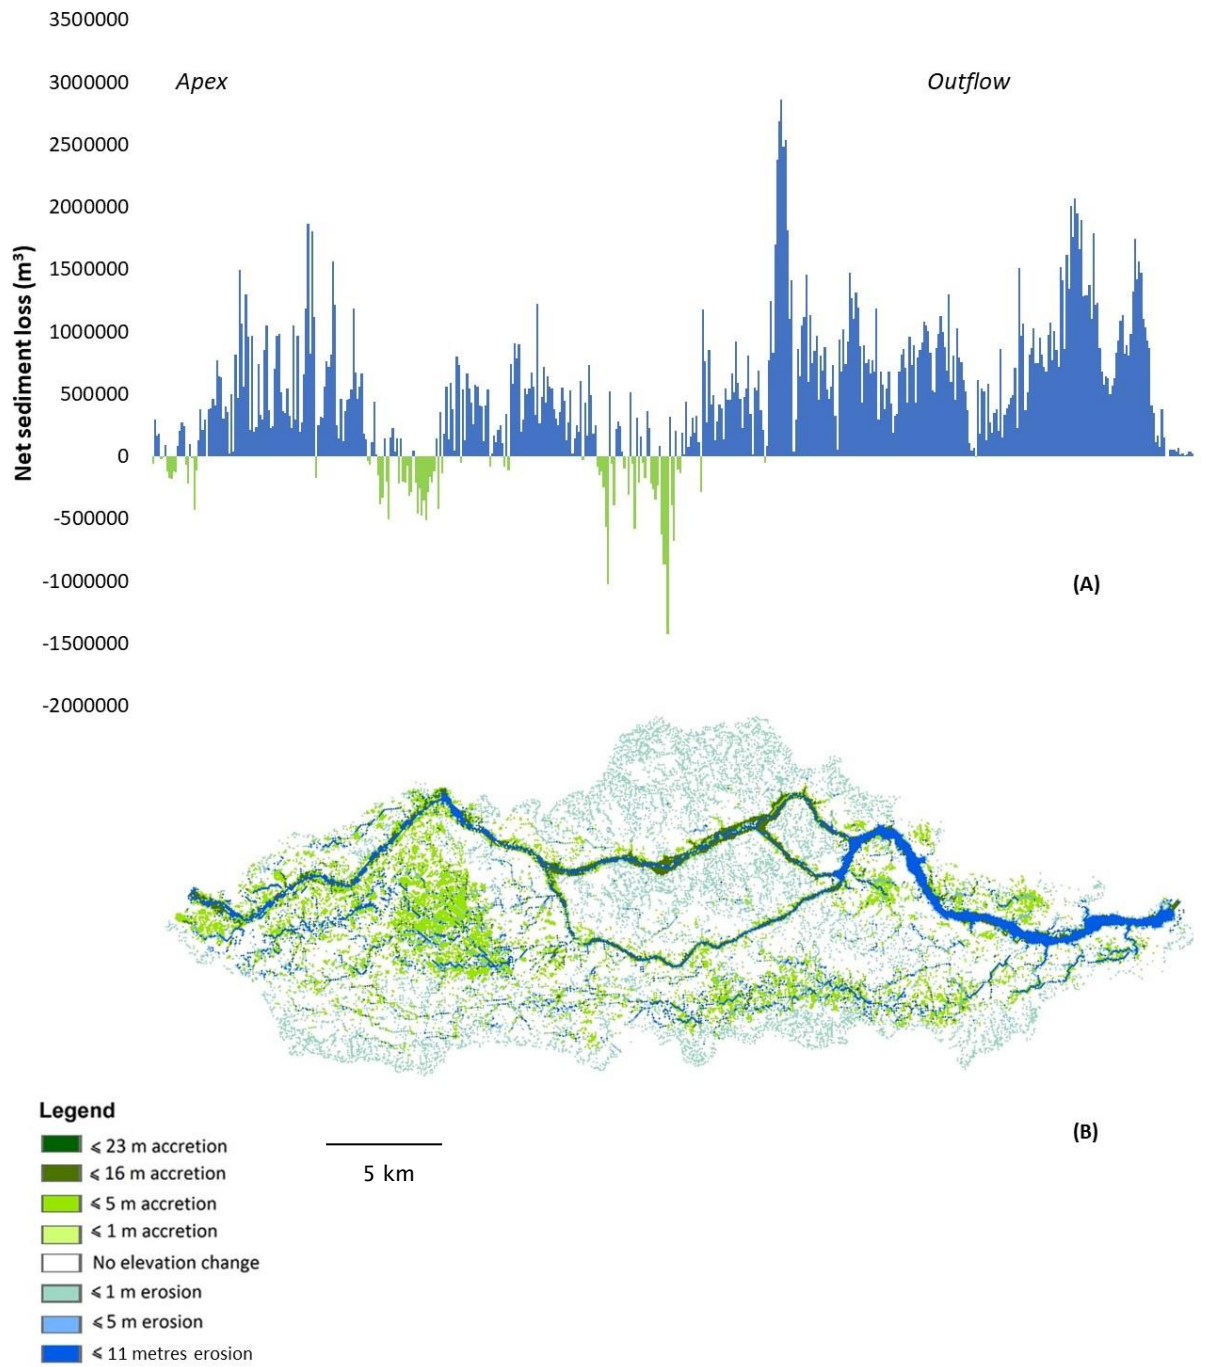 3500000
3000000
Apex
Outflow
2500000
2000000
1500000
1000000
500000
0
-500000
-1000000
-1500000
-2000000
Net sediment loss (m³)
(A)
Legend
⩽ 23 m accretion
⩽ 16 m accretion
⩽ 5 m accretion
⩽ 1 m accretion
No elevation change
⩽ 1 m erosion
⩽ 5 m erosion
⩽ 11 metres erosion
5 km
(B)